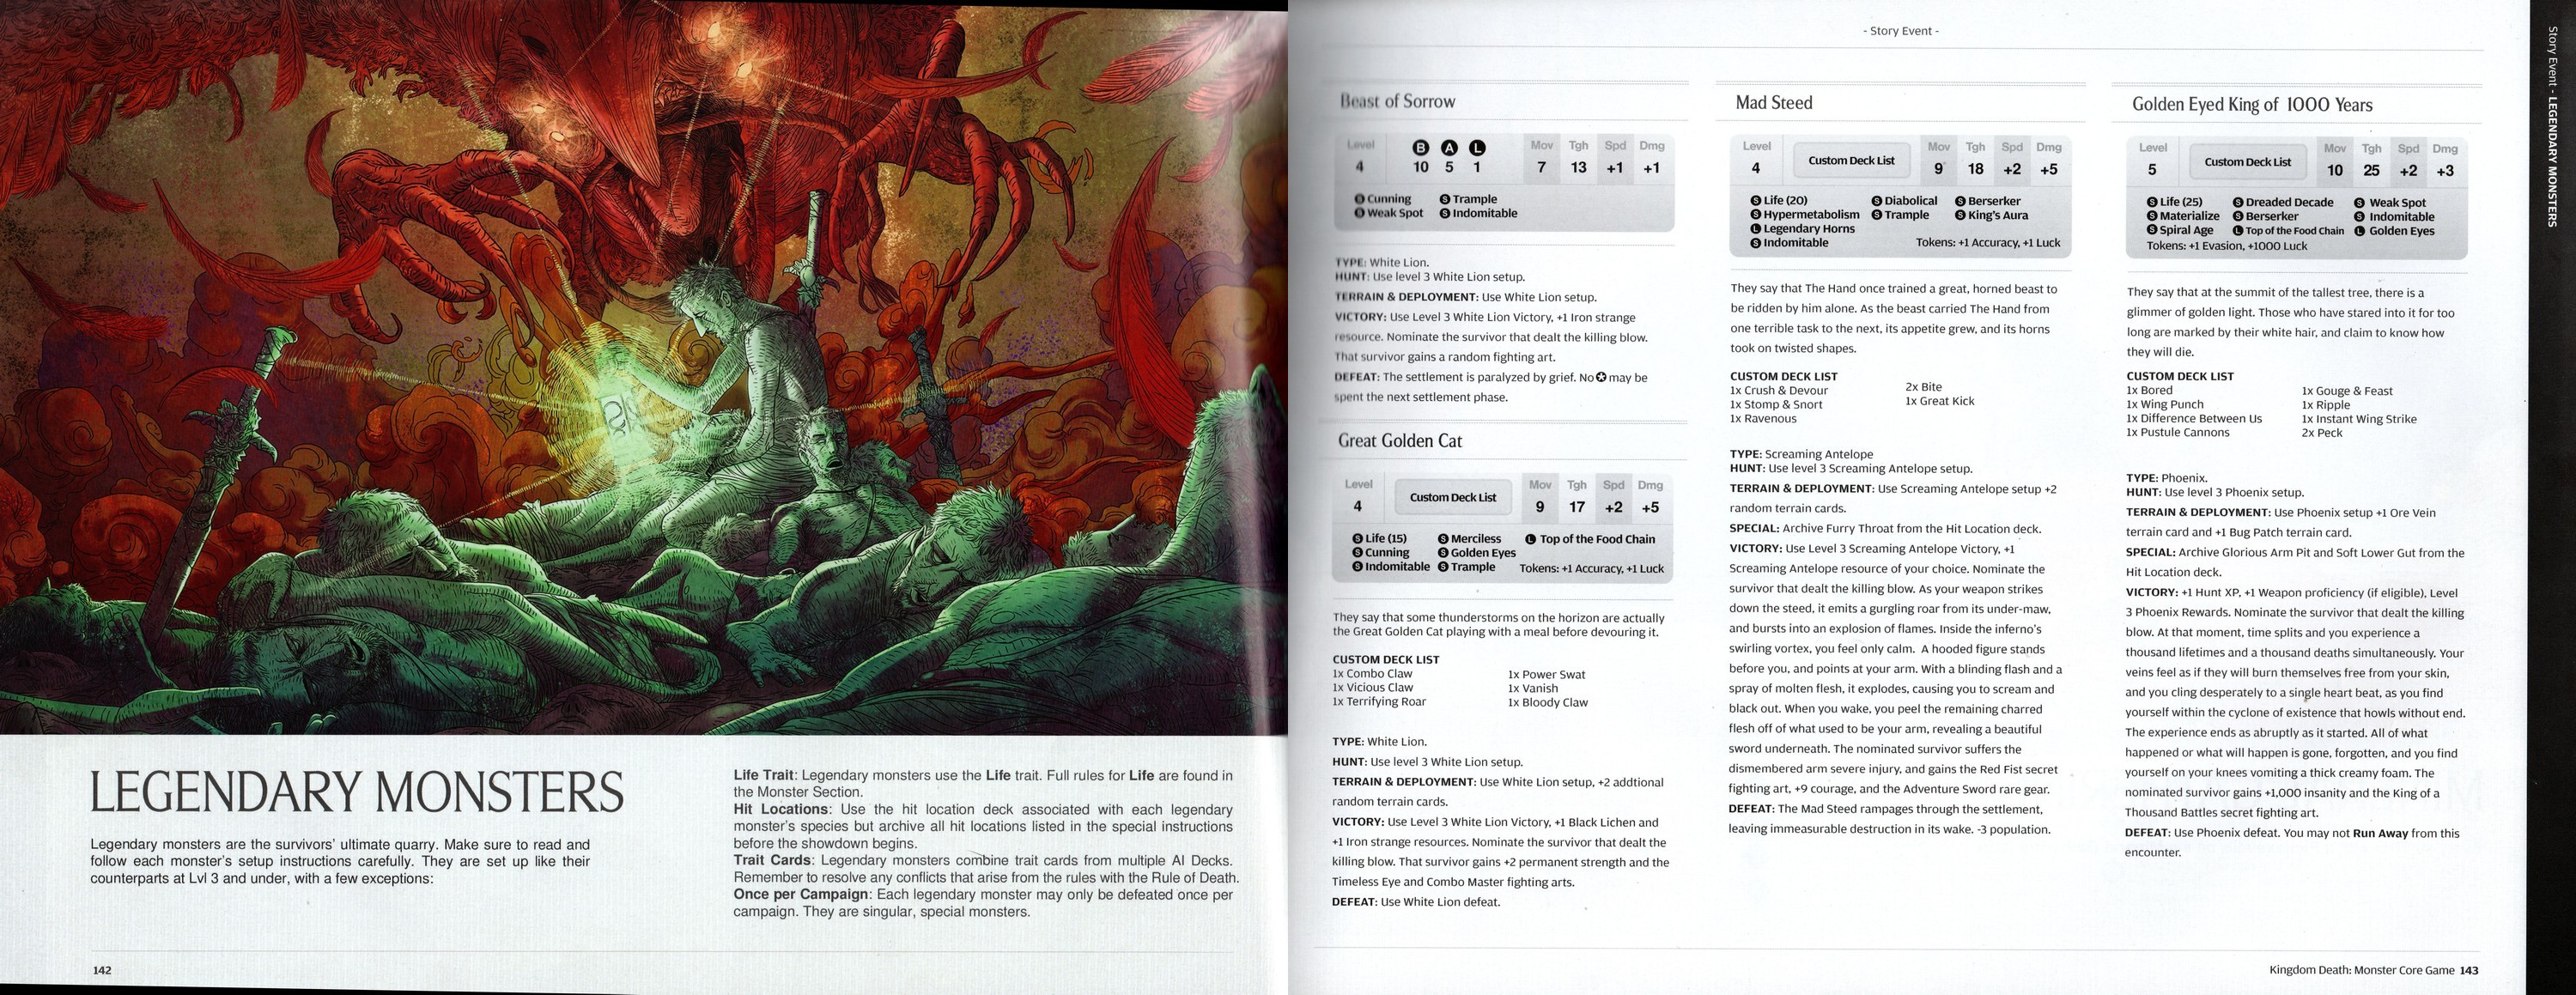 LEGENDARY MONSTERS
Legendary monsters are the survivors' ultimate quarry. Make sure to read and
follow each monster's setup instructions carefully. They are set up like their
counterparts at Lvl 3 and under, with a few exceptions:
Life Trait: Legendary monsters use the Life trait. Full rules for Life are found in
the Monster Section.
Hit Locations: Use the hit location deck associated with each legendary
monster's species but archive all hit locations listed in the special instructions
before the showdown begins.
Trait Cards: Legendary monsters combine trait cards from multiple AI Decks.
Remember to resolve any conflicts that arise from the rules with the Rule of Death.
Once per Campaign: Each legendary monster may only be defeated once per
campaign. They are singular, special monsters.
142
- Story Event -
Beast of Sorrow
Level B A L Mov Tgh Spd Dmg
4 10 5 1 7 13 +1 +1
S Cunning S Trample
S Weak Spot S Indomitable
TYPE: White Lion.
HUNT: Use level 3 White Lion setup.
TERRAIN & DEPLOYMENT: Use White Lion setup.
VICTORY: Use Level 3 White Lion Victory, +1 Iron strange
resource. Nominate the survivor that dealt the killing blow.
That survivor gains a random fighting art.
DEFEAT: The settlement is paralyzed by grief. No ✪ may be
spent the next settlement phase.
Great Golden Cat
Level Custom Deck List Mov Tgh Spd Dmg
4 9 17 +2 +5
S Life (15) S Merciless L Top of the Food Chain
S Cunning S Golden Eyes
S Indomitable S Trample Tokens: +1 Accuracy, +1 Luck
They say that some thunderstorms on the horizon are actually
the Great Golden Cat playing with a meal before devouring it.
CUSTOM DECK LIST
1x Combo Claw 1x Power Swat
1x Vicious Claw 1x Vanish
1x Terrifying Roar 1x Bloody Claw
TYPE: White Lion.
HUNT: Use level 3 White Lion setup.
TERRAIN & DEPLOYMENT: Use White Lion setup, +2 addtional
random terrain cards.
VICTORY: Use Level 3 White Lion Victory, +1 Black Lichen and
+1 Iron strange resources. Nominate the survivor that dealt the
killing blow. That survivor gains +2 permanent strength and the
Timeless Eye and Combo Master fighting arts.
DEFEAT: Use White Lion defeat.
Mad Steed
Level Custom Deck List Mov Tgh Spd Dmg
4 9 18 +2 +5
S Life (20) S Diabolical S Berserker
S Hypermetabolism S Trample S King's Aura
L Legendary Horns
S Indomitable Tokens: +1 Accuracy, +1 Luck
They say that The Hand once trained a great, horned beast to
be ridden by him alone. As the beast carried The Hand from
one terrible task to the next, its appetite grew, and its horns
took on twisted shapes.
CUSTOM DECK LIST
1x Crush & Devour 2x Bite
1x Stomp & Snort 1x Great Kick
1x Ravenous
TYPE: Screaming Antelope
HUNT: Use level 3 Screaming Antelope setup.
TERRAIN & DEPLOYMENT: Use Screaming Antelope setup +2
random terrain cards.
SPECIAL: Archive Furry Throat from the Hit Location deck.
VICTORY: Use Level 3 Screaming Antelope Victory, +1
Screaming Antelope resource of your choice. Nominate the
survivor that dealt the killing blow. As your weapon strikes
down the steed, it emits a gurgling roar from its under-maw,
and bursts into an explosion of flames. Inside the inferno's
swirling vortex, you feel only calm. A hooded figure stands
before you, and points at your arm. With a blinding flash and a
spray of molten flesh, it explodes, causing you to scream and
black out. When you wake, you peel the remaining charred
flesh off of what used to be your arm, revealing a beautiful
sword underneath. The nominated survivor suffers the
dismembered arm severe injury, and gains the Red Fist secret
fighting art, +9 courage, and the Adventure Sword rare gear.
DEFEAT: The Mad Steed rampages through the settlement,
leaving immeasurable destruction in its wake. -3 population.
Golden Eyed King of 1000 Years
Level Custom Deck List Mov Tgh Spd Dmg
5 10 25 +2 +3
S Life (25) S Dreaded Decade S Weak Spot
S Materialize S Berserker S Indomitable
S Spiral Age L Top of the Food Chain L Golden Eyes
Tokens: +1 Evasion, +1000 Luck
They say that at the summit of the tallest tree, there is a
glimmer of golden light. Those who have stared into it for too
long are marked by their white hair, and claim to know how
they will die.
CUSTOM DECK LIST
1x Bored 1x Gouge & Feast
1x Wing Punch 1x Ripple
1x Difference Between Us 1x Instant Wing Strike
1x Pustule Cannons 2x Peck
TYPE: Phoenix.
HUNT: Use level 3 Phoenix setup.
TERRAIN & DEPLOYMENT: Use Phoenix setup +1 Ore Vein
terrain card and +1 Bug Patch terrain card.
SPECIAL: Archive Glorious Arm Pit and Soft Lower Gut from the
Hit Location deck.
VICTORY: +1 Hunt XP, +1 Weapon proficiency (if eligible), Level
3 Phoenix Rewards. Nominate the survivor that dealt the killing
blow. At that moment, time splits and you experience a
thousand lifetimes and a thousand deaths simultaneously. Your
veins feel as if they will burn themselves free from your skin,
and you cling desperately to a single heart beat, as you find
yourself within the cyclone of existence that howls without end.
The experience ends as abruptly as it started. All of what
happened or what will happen is gone, forgotten, and you find
yourself on your knees vomiting a thick creamy foam. The
nominated survivor gains +1,000 insanity and the King of a
Thousand Battles secret fighting art.
DEFEAT: Use Phoenix defeat. You may not Run Away from this
encounter.
Kingdom Death: Monster Core Game 143
Story Event - LEGENDARY MONSTERS